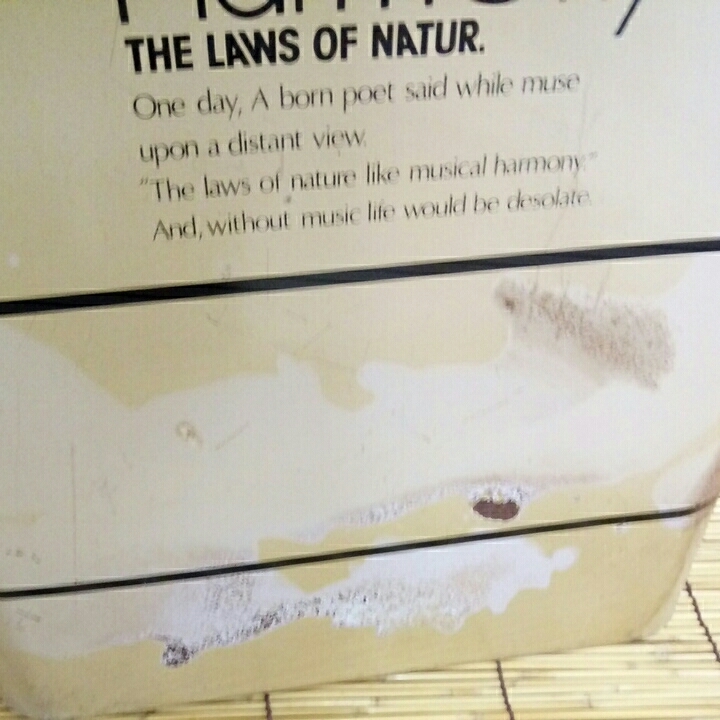 Harmony
THE LAWS OF NATUR.
One day, A born poet said while muse
upon a distant view.
"The laws of nature like musical harmony."
And, without music life would be desolate.